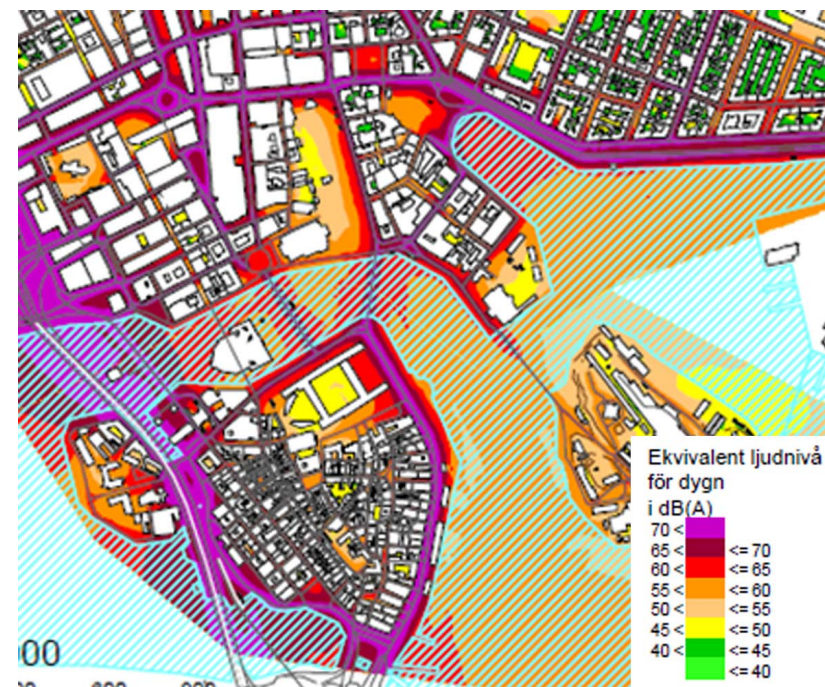 Ekvivalent ljudnivå
för dygn
i dB(A)
70 <
65 < <= 70
60 < <= 65
55 < <= 60
50 < <= 55
45 < <= 50
40 < <= 45
<= 40